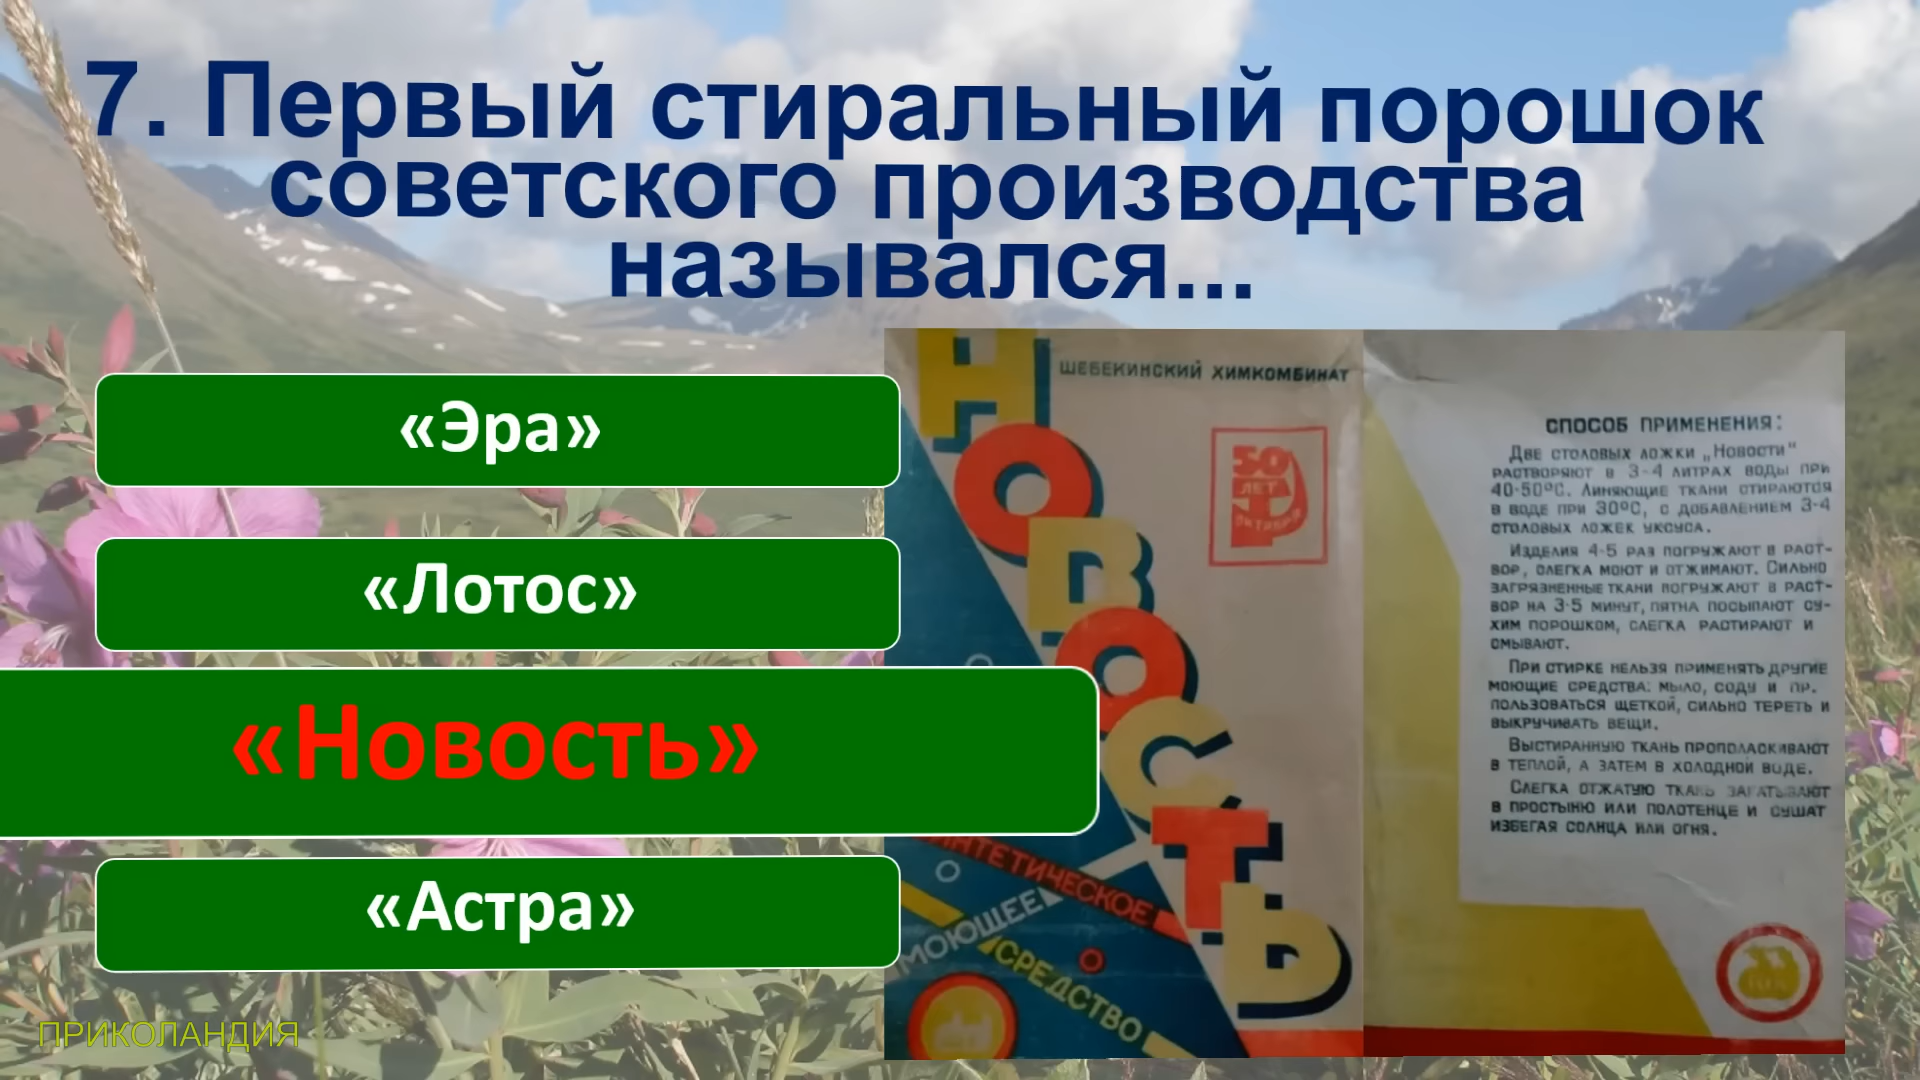 7. Первый стиральный порошок
советского производства
назывался...
«Эра»
«Лотос»
«Новость»
«Астра»
НОВОСТЬ
ШЕБЕКИНСКИЙ ХИМКОМБИНАТ
50
ЛЕТ
ОКТЯБРЯ
СИНТЕТИЧЕСКОЕ
МОЮЩЕЕ
СРЕДСТВО
СПОСОБ ПРИМЕНЕНИЯ:
Две столовых ложки „Новости“
растворяют в 3-4 литрах воды при
40-50°С. Линяющие ткани стираются
в воде при 30°С, с добавлением 3-4
столовых ложек уксуса.
Изделия 4-5 раз погружают в раст-
вор, слегка моют и отжимают. Сильно
загрязненные ткани погружают в раст-
вор на 3-5 минут, пятна посыпают су-
хим порошком, слегка растирают и
смывают.
При стирке нельзя применять другие
моющие средства: мыло, соду и пр.
пользоваться щеткой, сильно тереть и
выкручивать вещи.
Выстиранную ткань прополаскивают
в теплой, а затем в холодной воде.
Слегка отжатую ткань закатывают
в простыню или полотенце и сушат
избегая солнца или огня.
ПРИКОЛАНДИЯ